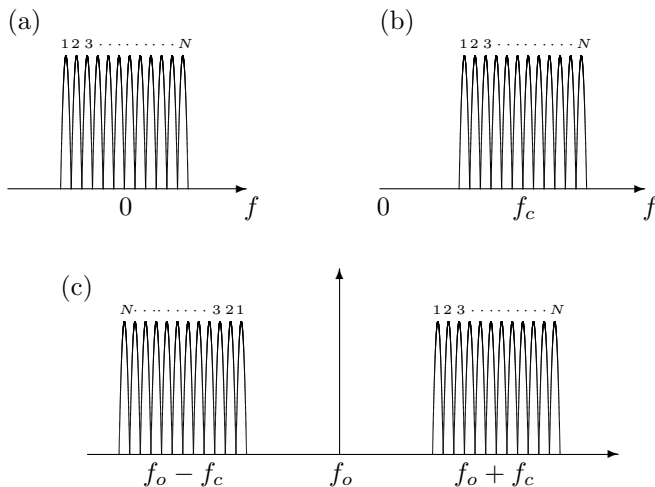 (a)
1 2 3 · · · · · · · · · N
0
f
(b)
1 2 3 · · · · · · · · · N
0
f_c
f
(c)
N · · · · · · · · · 3 2 1
1 2 3 · · · · · · · · · N
f_o − f_c
f_o
f_o + f_c